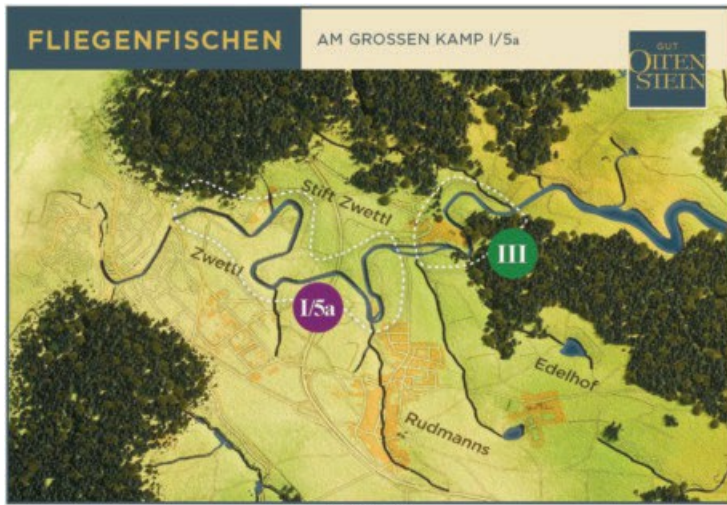 FLIEGENFISCHEN
AM GROSSEN KAMP I/5a
GUT
OTTEN
STEIN
Stift Zwettl
Zwettl
I/5a
III
Edelhof
Rudmanns